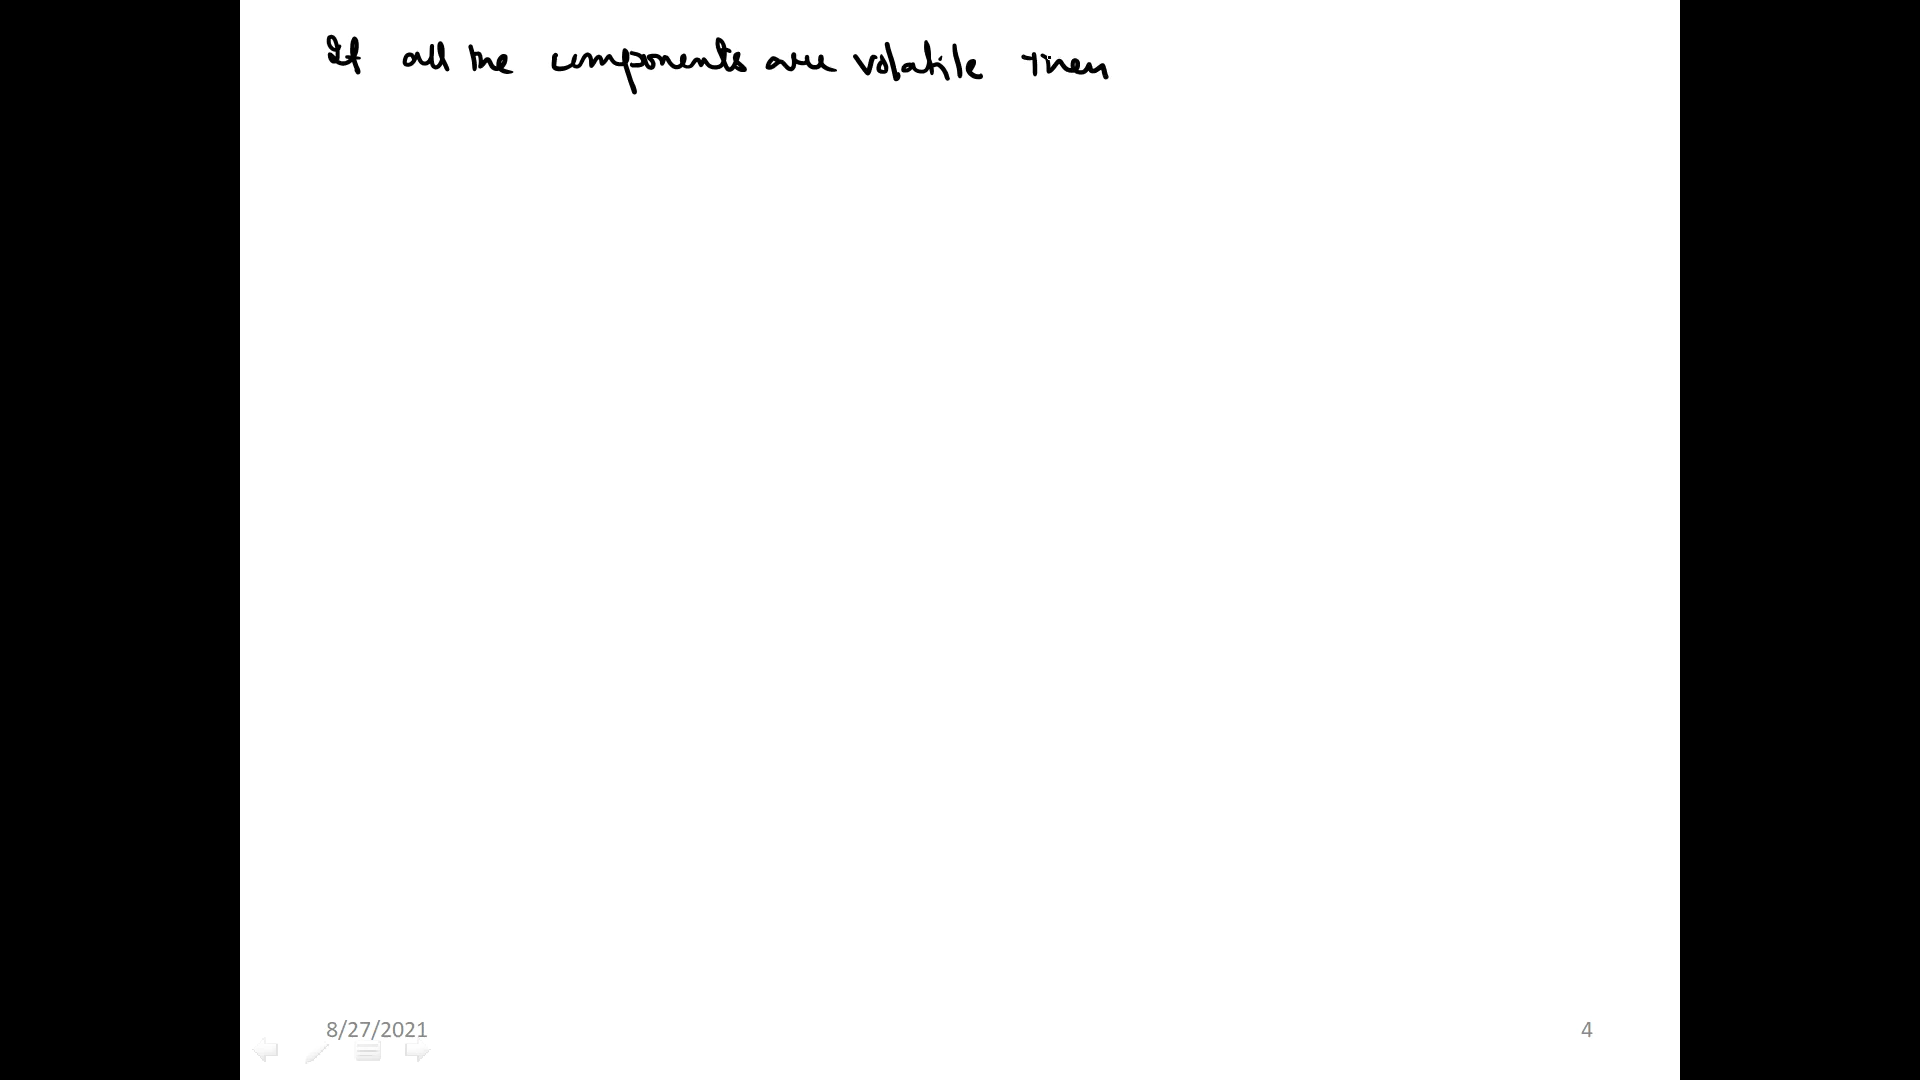 If all the components are volatile then
8/27/2021
4